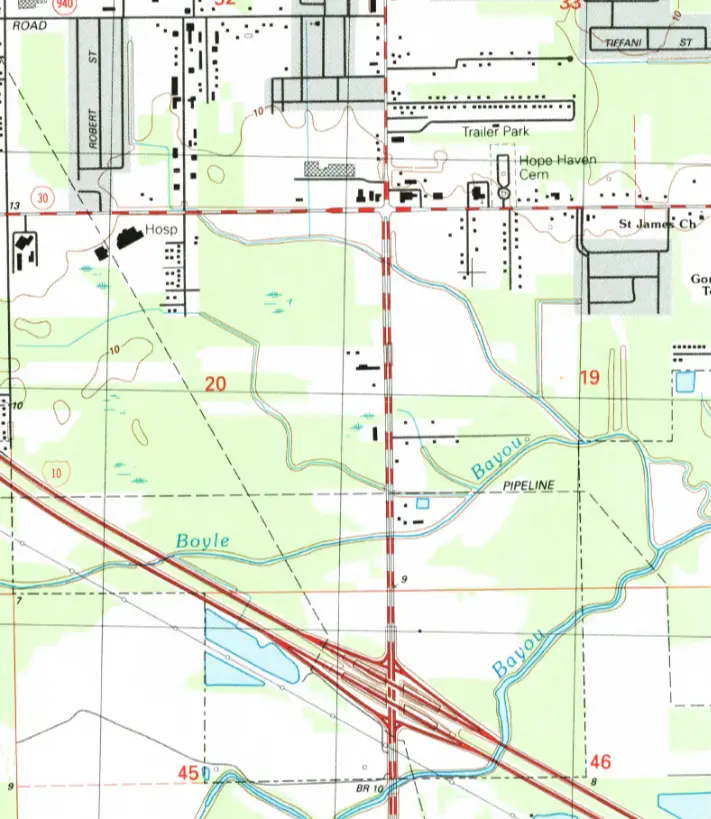 940
32
33
10
ROAD
TIFFANI ST
ROBERT ST
10
Trailer Park
Hope Haven
Cem
30
13
St James Ch
Hosp
10
20
19
10
Bayou
10
PIPELINE
Boyle
9
7
Bayou
46
45
9
BR 10
8